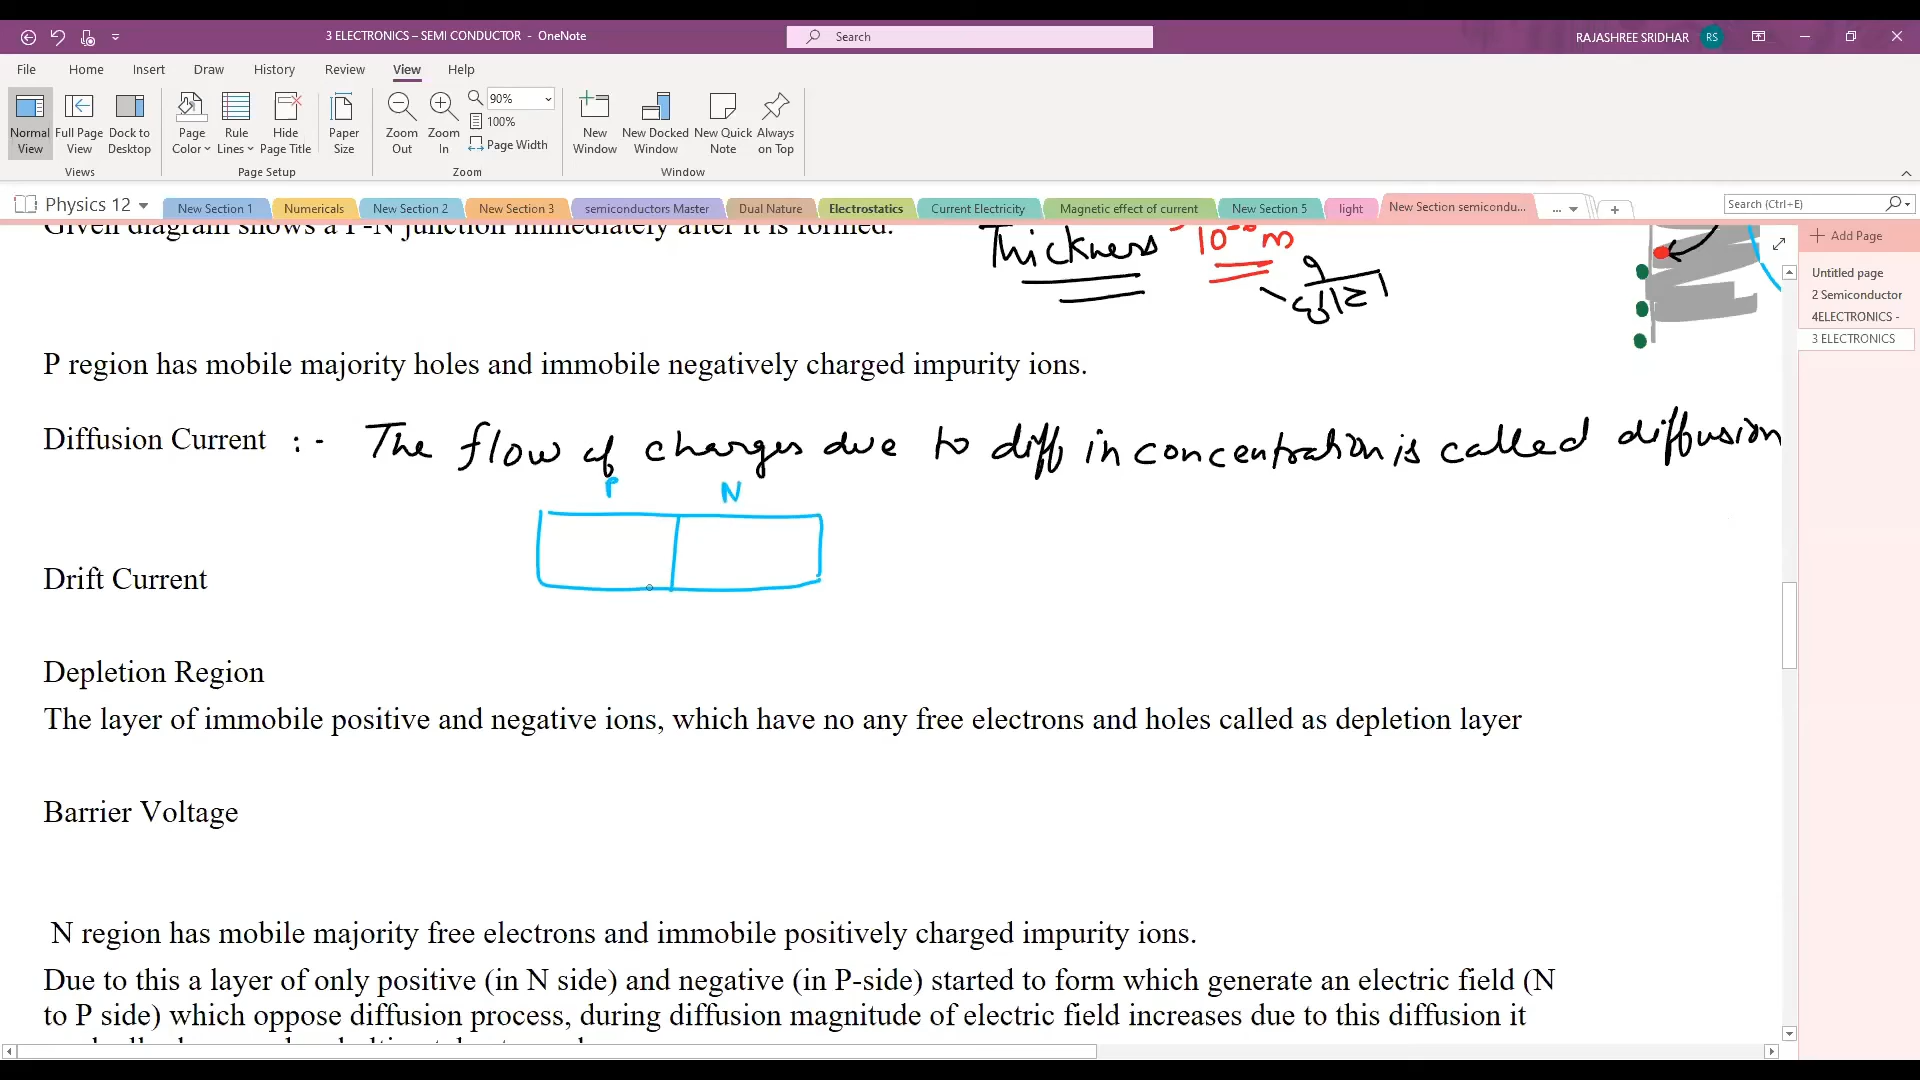 3 ELECTRONICS – SEMI CONDUCTOR - OneNote
Search
RAJASHREE SRIDHAR RS
File Home Insert Draw History Review View Help
90%
100%
Page Width
Normal View
Full Page View
Dock to Desktop
Page Color
Rule Lines
Hide Page Title
Paper Size
Zoom Out
Zoom In
New Window
New Docked Window
New Quick Note
Always on Top
Views Page Setup Zoom Window
Physics 12 New Section 1 Numericals New Section 2 New Section 3 semiconductors Master Dual Nature Electrostatics Current Electricity Magnetic effect of current New Section 5 light New Section semicondu... ... + Search (Ctrl+E)
Add Page
Untitled page
2 Semiconductor
4ELECTRONICS -
3 ELECTRONICS
Given diagram shows a P-N junction immediately after it is formed.
Thickness
m
P region has mobile majority holes and immobile negatively charged impurity ions.
Diffusion Current :- The flow of charges due to diff in concentration is called diffusion
P N
Drift Current
Depletion Region
The layer of immobile positive and negative ions, which have no any free electrons and holes called as depletion layer
Barrier Voltage
N region has mobile majority free electrons and immobile positively charged impurity ions.
Due to this a layer of only positive (in N side) and negative (in P-side) started to form which generate an electric field (N
to P side) which oppose diffusion process, during diffusion magnitude of electric field increases due to this diffusion it